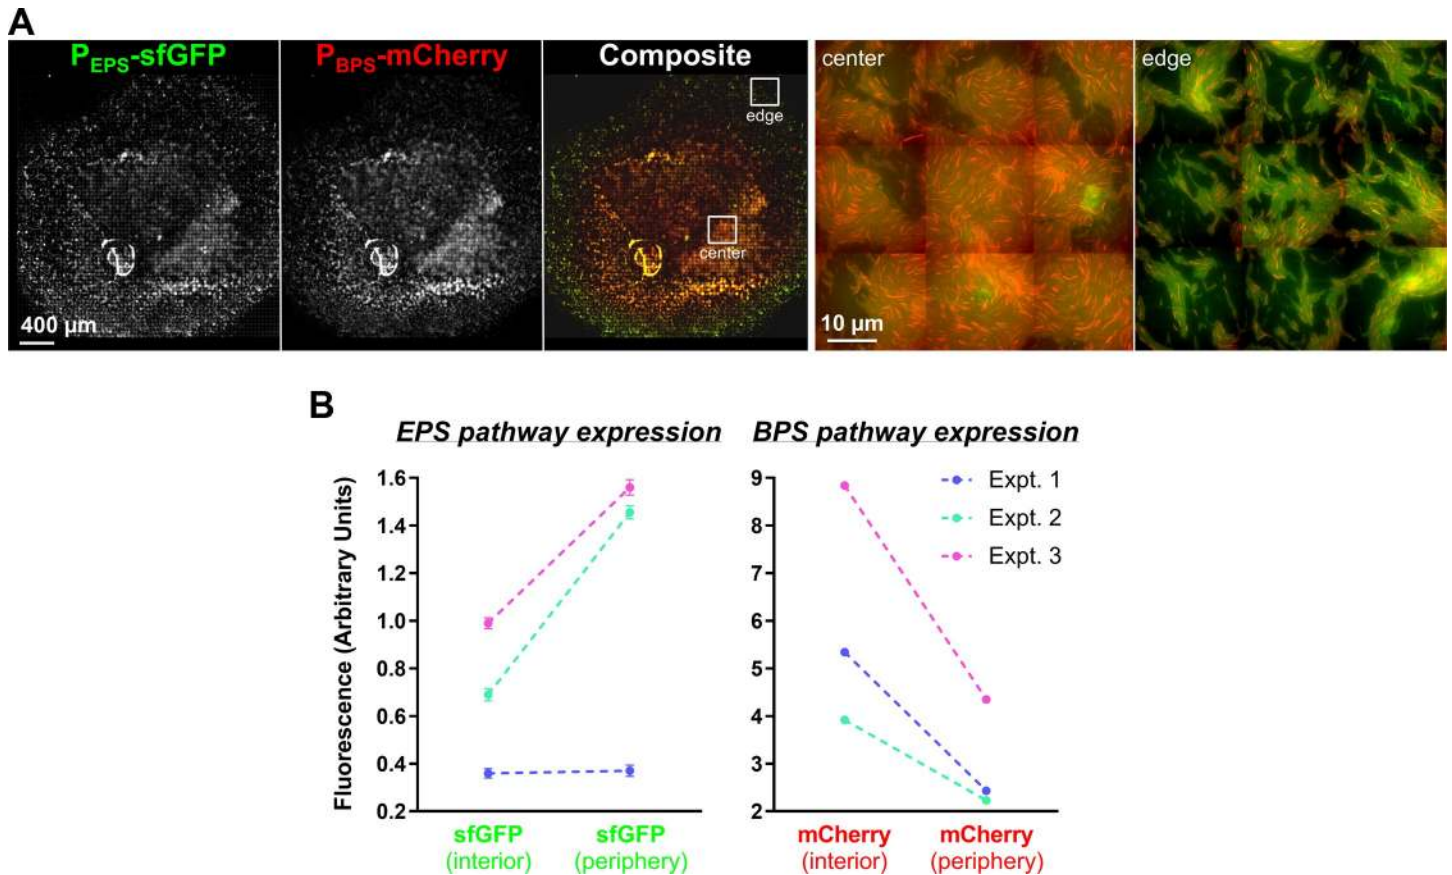 A
P_EPS-sfGFP
P_BPS-mCherry
Composite
center
edge
edge
center
400 µm
10 µm
B
EPS pathway expression
BPS pathway expression
Fluorescence (Arbitrary Units)
1.6
1.4
1.2
1.0
0.8
0.6
0.4
0.2
9
8
7
6
5
4
3
2
Expt. 1
Expt. 2
Expt. 3
sfGFP
(interior)
sfGFP
(periphery)
mCherry
(interior)
mCherry
(periphery)